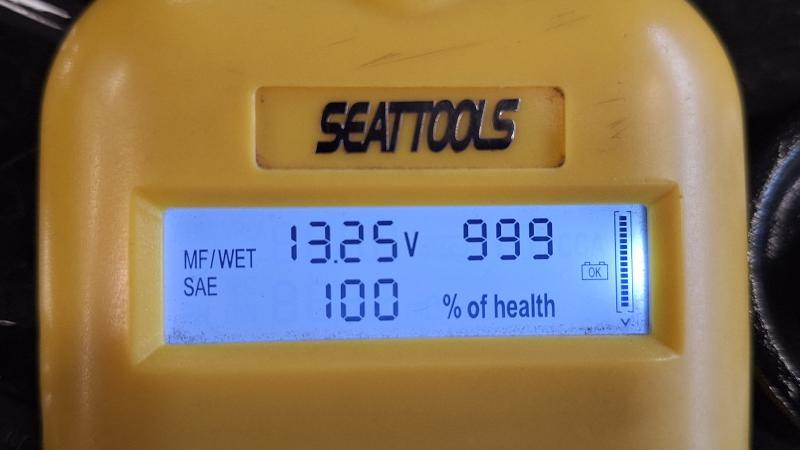 SEATTOOLS
MF/WET 13.25V 999
SAE 100 % of health
OK